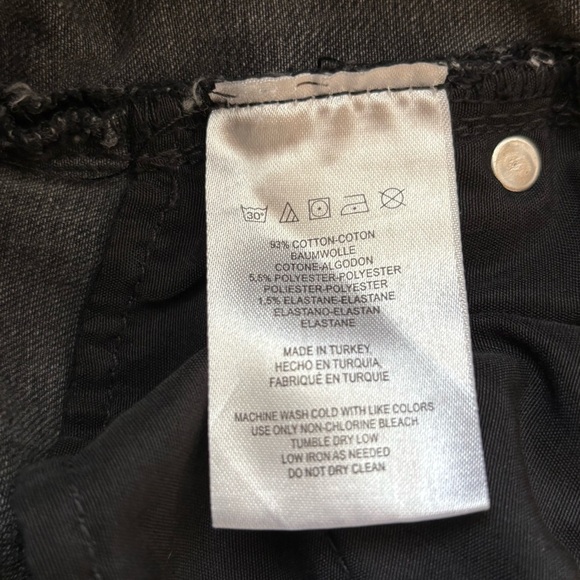 30°
93% COTTON-COTON
BAUMWOLLE
COTONE-ALGODON
5,5% POLYESTER-POLYESTER
POLIESTER-POLYESTER
1,5% ELASTANE-ELASTANE
ELASTANO-ELASTAN
ELASTANE
MADE IN TURKEY,
HECHO EN TURQUIA,
FABRIQUÉ EN TURQUIE
MACHINE WASH COLD WITH LIKE COLORS
USE ONLY NON-CHLORINE BLEACH
TUMBLE DRY LOW
LOW IRON AS NEEDED
DO NOT DRY CLEAN